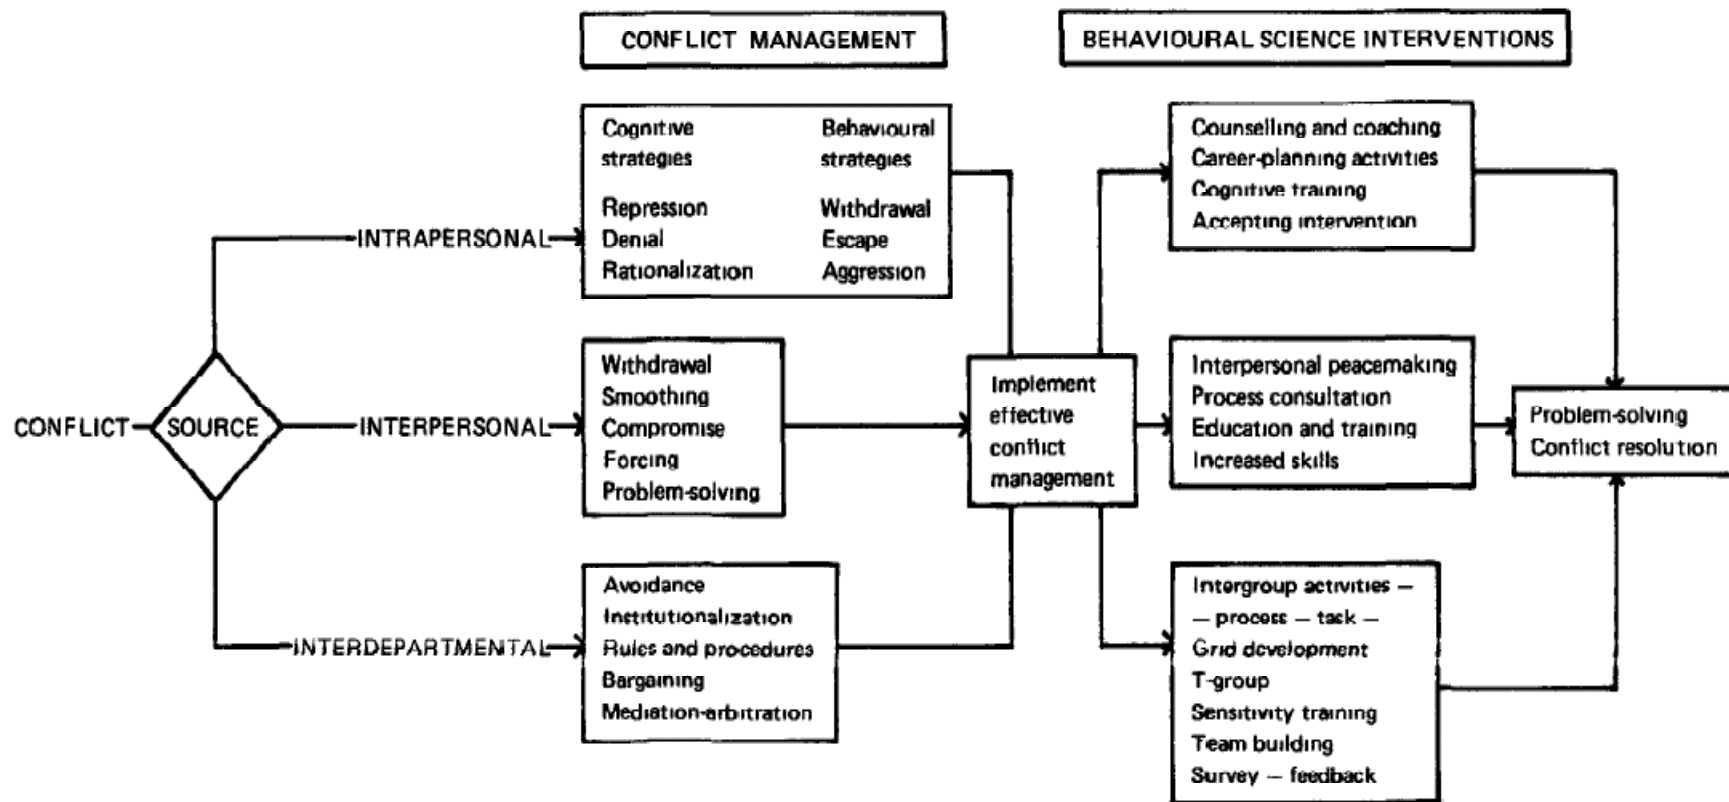 CONFLICT MANAGEMENT
BEHAVIOURAL SCIENCE INTERVENTIONS
CONFLICT
SOURCE
INTRAPERSONAL
INTERPERSONAL
INTERDEPARTMENTAL
Cognitive
strategies
Repression
Denial
Rationalization
Behavioural
strategies
Withdrawal
Escape
Aggression
Withdrawal
Smoothing
Compromise
Forcing
Problem-solving
Avoidance
Institutionalization
Rules and procedures
Bargaining
Mediation-arbitration
Implement
effective
conflict
management
Counselling and coaching
Career-planning activities
Cognitive training
Accepting intervention
Interpersonal peacemaking
Process consultation
Education and training
Increased skills
Intergroup activities —
— process — task —
Grid development
T-group
Sensitivity training
Team building
Survey — feedback
Problem-solving
Conflict resolution